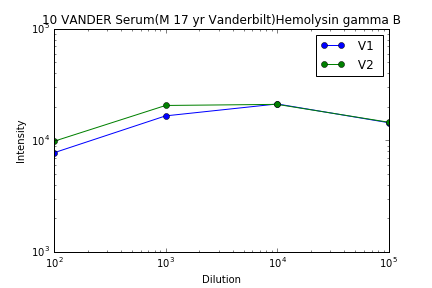 10 VANDER Serum(M 17 yr Vanderbilt)Hemolysin gamma B
V1
V2
Intensity
10^5
10^4
10^3
10^2 10^3 10^4 10^5
Dilution